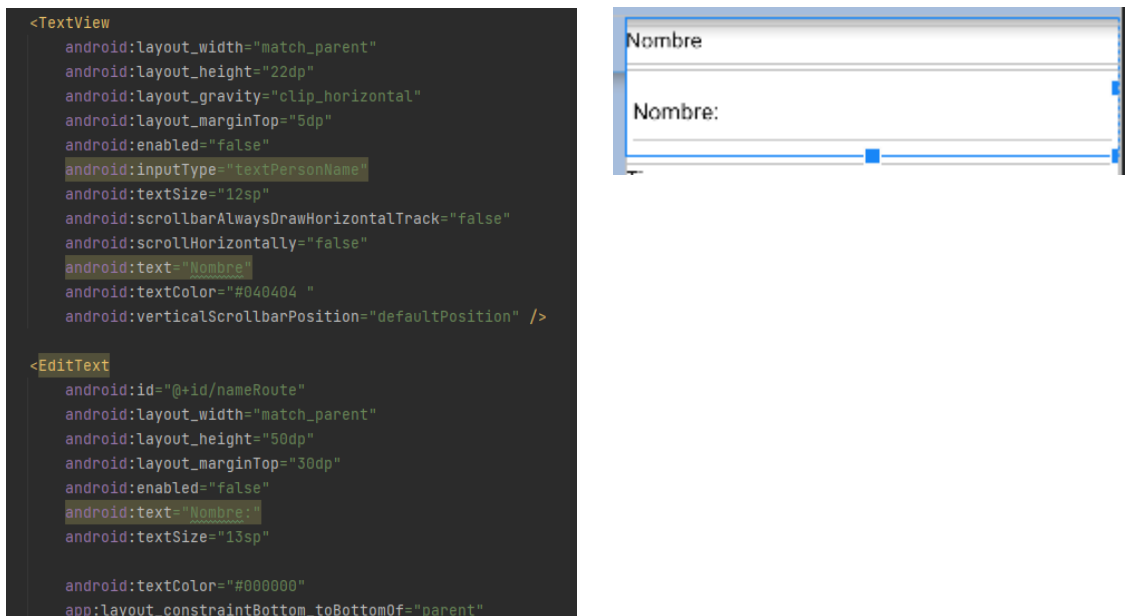 <TextView
android:layout_width="match_parent"
android:layout_height="22dp"
android:layout_gravity="clip_horizontal"
android:layout_marginTop="5dp"
android:enabled="false"
android:inputType="textPersonName"
android:textSize="12sp"
android:scrollbarAlwaysDrawHorizontalTrack="false"
android:scrollHorizontally="false"
android:text="Nombre"
android:textColor="#040404 "
android:verticalScrollbarPosition="defaultPosition" />
<EditText
android:id="@+id/nameRoute"
android:layout_width="match_parent"
android:layout_height="50dp"
android:layout_marginTop="30dp"
android:enabled="false"
android:text="Nombre:"
android:textSize="13sp"
android:textColor="#000000"
app:layout_constraintBottom_toBottomOf="parent"
Nombre
Nombre: